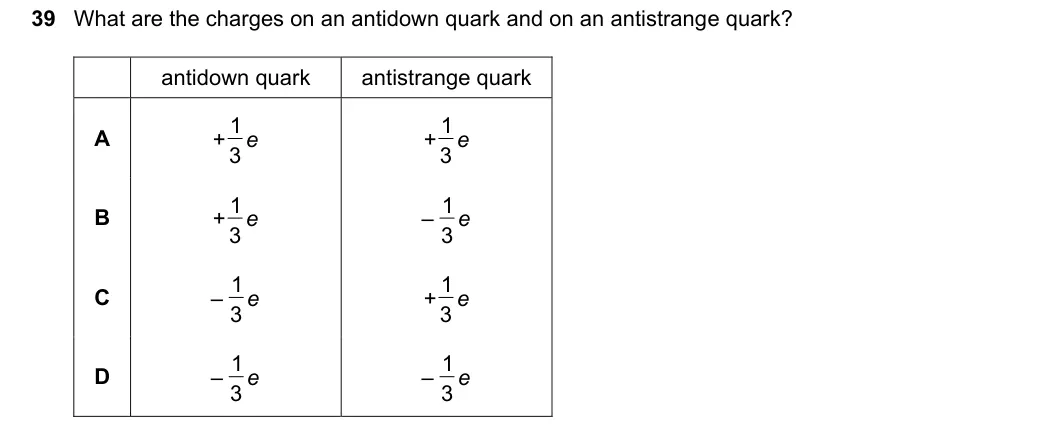 39 What are the charges on an antidown quark and on an antistrange quark?
antidown quark antistrange quark
A +1/3 e +1/3 e
B +1/3 e –1/3 e
C –1/3 e +1/3 e
D –1/3 e –1/3 e